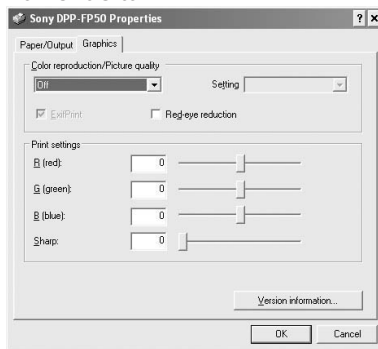 Sony DPP-FP50 Properties
Paper/Output Graphics
Color reproduction/Picture quality
Off Setting
ExifPrint Red-eye reduction
Print settings
R (red): 0
G (green): 0
B (blue): 0
Sharp: 0
Version information...
OK Cancel